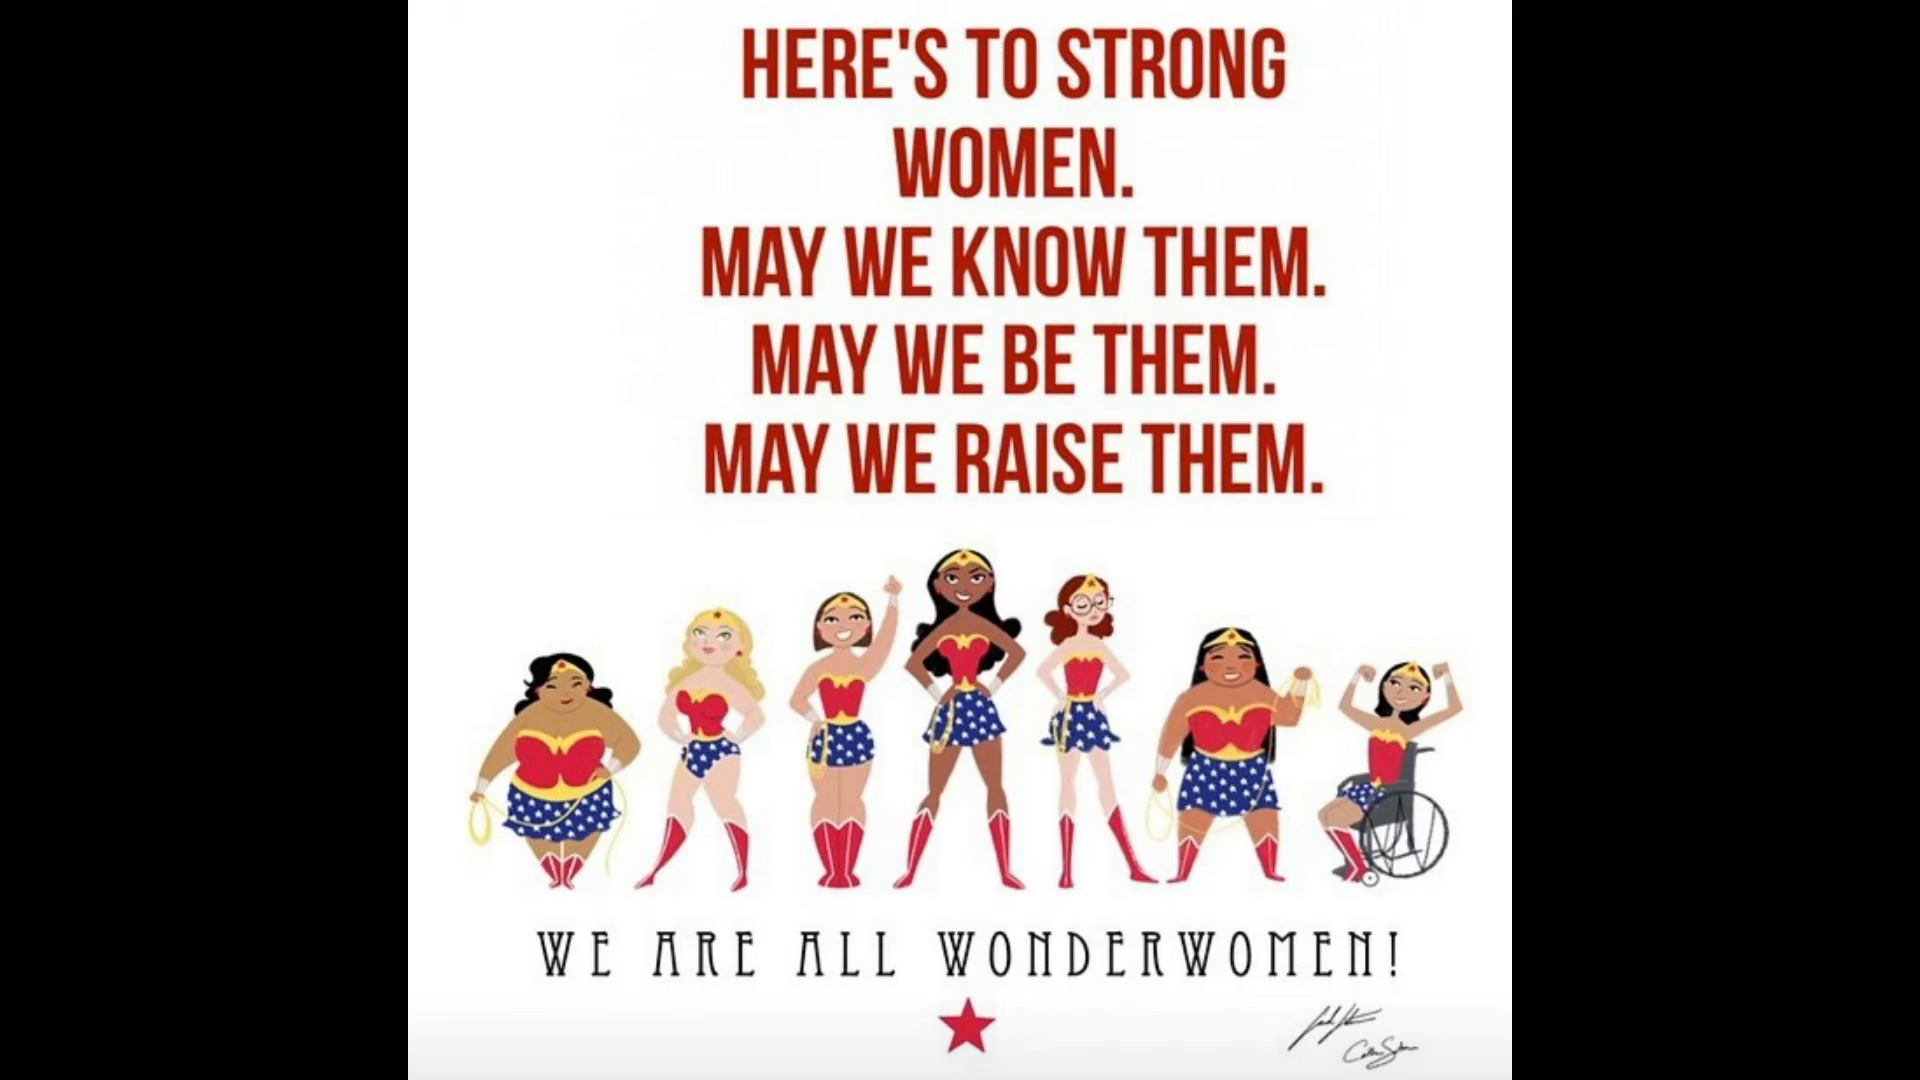 HERE'S TO STRONG
WOMEN.
MAY WE KNOW THEM.
MAY WE BE THEM.
MAY WE RAISE THEM.
WE ARE ALL WONDERWOMEN!